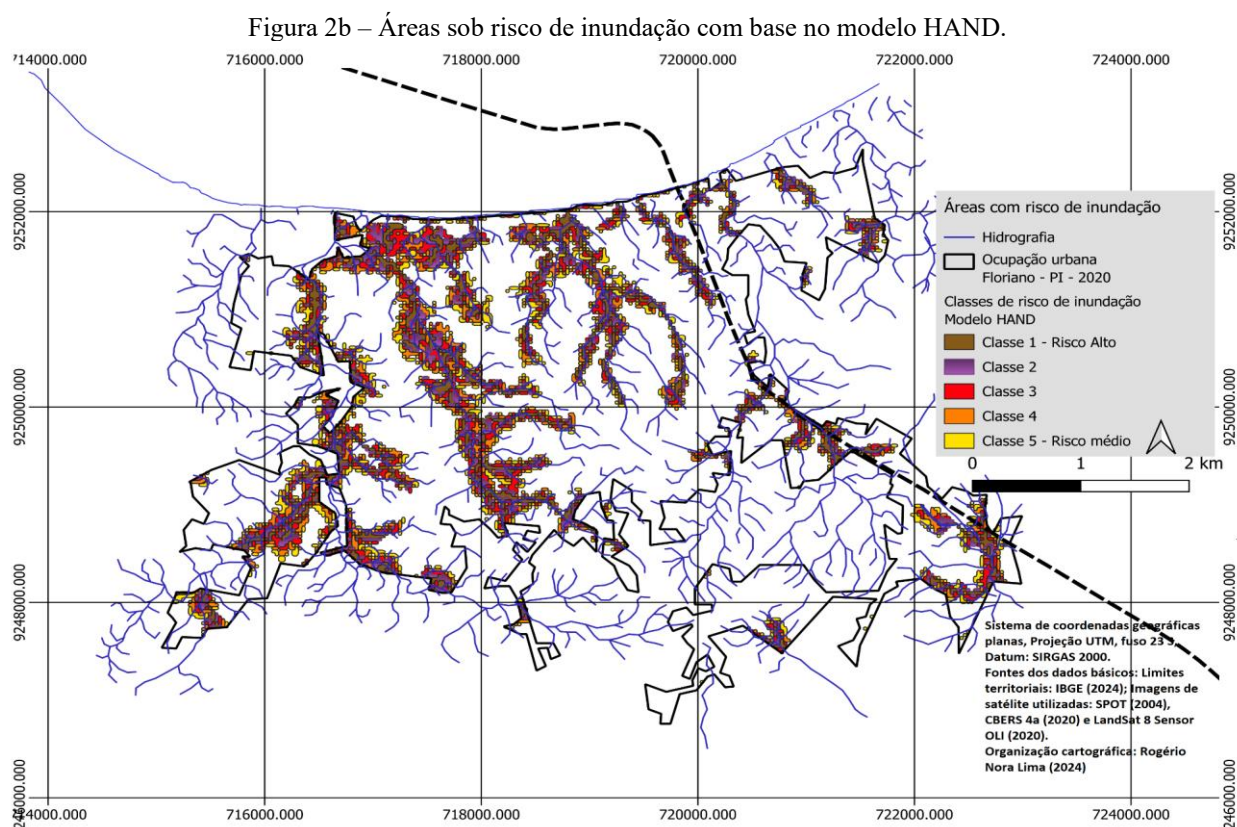 Figura 2b – Áreas sob risco de inundação com base no modelo HAND.
714000.000 716000.000 718000.000 720000.000 722000.000 724000.000
9252000.000 9252000.000
Áreas com risco de inundação
Hidrografia
Ocupação urbana
Floriano - PI - 2020
Classes de risco de inundação
Modelo HAND
Classe 1 - Risco Alto
Classe 2
Classe 3
Classe 4
Classe 5 - Risco médio
9250000.000 9250000.000
0 1 2 km
9248000.000 9248000.000
Sistema de coordenadas geográficas
planas, Projeção UTM, fuso 23 S,
Datum: SIRGAS 2000.
Fontes dos dados básicos: Limites
territoriais: IBGE (2024); Imagens de
satélite utilizadas: SPOT (2004),
CBERS 4a (2020) e LandSat 8 Sensor
OLI (2020).
Organização cartográfica: Rogério
Nora Lima (2024)
246000.000 246000.000
714000.000 716000.000 718000.000 720000.000 722000.000 724000.000